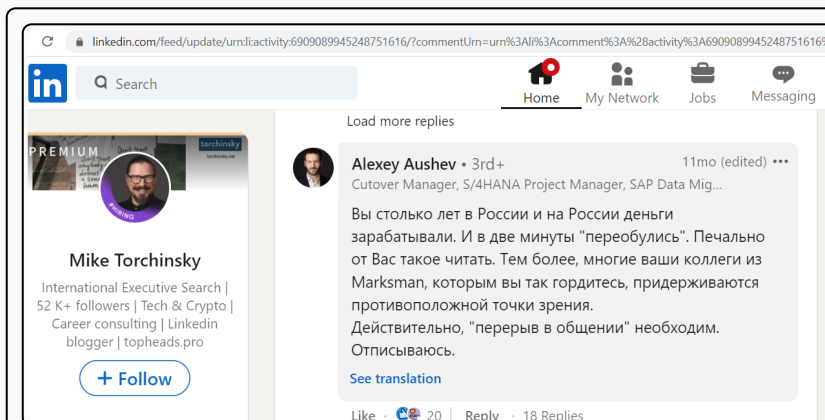 linkedin.com/feed/update/urn:li:activity:6909089945248751616/?commentUrn=urn%3Ali%3Acomment%3A%28activity%3A6909089945248751616%
in
Search
Home
My Network
Jobs
Messaging
Load more replies
PREMIUM
torchinsky
torchinsky.net
#HIRING
Mike Torchinsky
International Executive Search |
52 K+ followers | Tech & Crypto |
Career consulting | Linkedin
blogger | topheads.pro
+ Follow
Alexey Aushev • 3rd+
11mo (edited) •••
Cutover Manager, S/4HANA Project Manager, SAP Data Mig...
Вы столько лет в России и на России деньги
зарабатывали. И в две минуты "переобулись". Печально
от Вас такое читать. Тем более, многие ваши коллеги из
Marksman, которым вы так гордитесь, придерживаются
противоположной точки зрения.
Действительно, "перерыв в общении" необходим.
Отписываюсь.
See translation
Like · 20 | Reply · 18 Replies